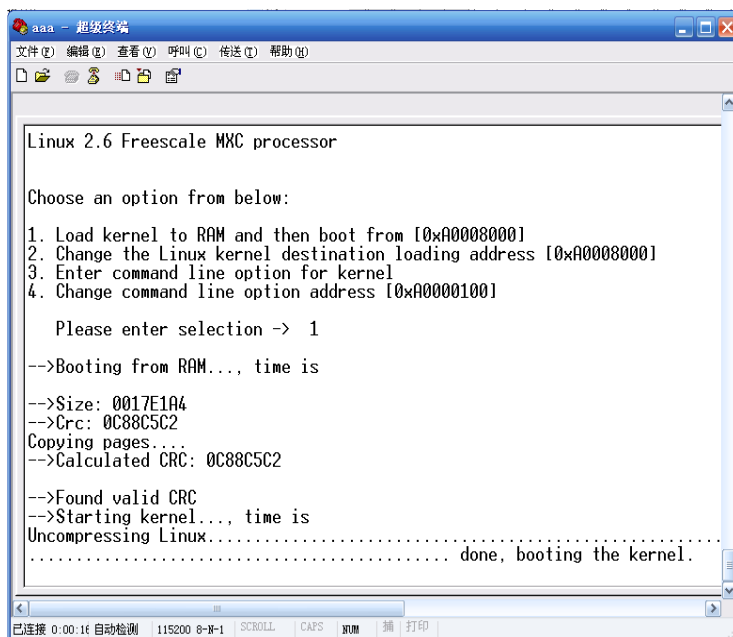 aaa - 超级终端
文件(F) 编辑(E) 查看(V) 呼叫(C) 传送(T) 帮助(H)
Linux 2.6 Freescale MXC processor
Choose an option from below:
1. Load kernel to RAM and then boot from [0xA0008000]
2. Change the Linux kernel destination loading address [0xA0008000]
3. Enter command line option for kernel
4. Change command line option address [0xA0000100]
Please enter selection -> 1
-->Booting from RAM..., time is
-->Size: 0017E1A4
-->Crc: 0C88C5C2
Copying pages....
-->Calculated CRC: 0C88C5C2
-->Found valid CRC
-->Starting kernel..., time is
Uncompressing Linux......................................................
............................................ done, booting the kernel.
已连接 0:00:16 自动检测 115200 8-N-1 SCROLL CAPS NUM 捕 打印